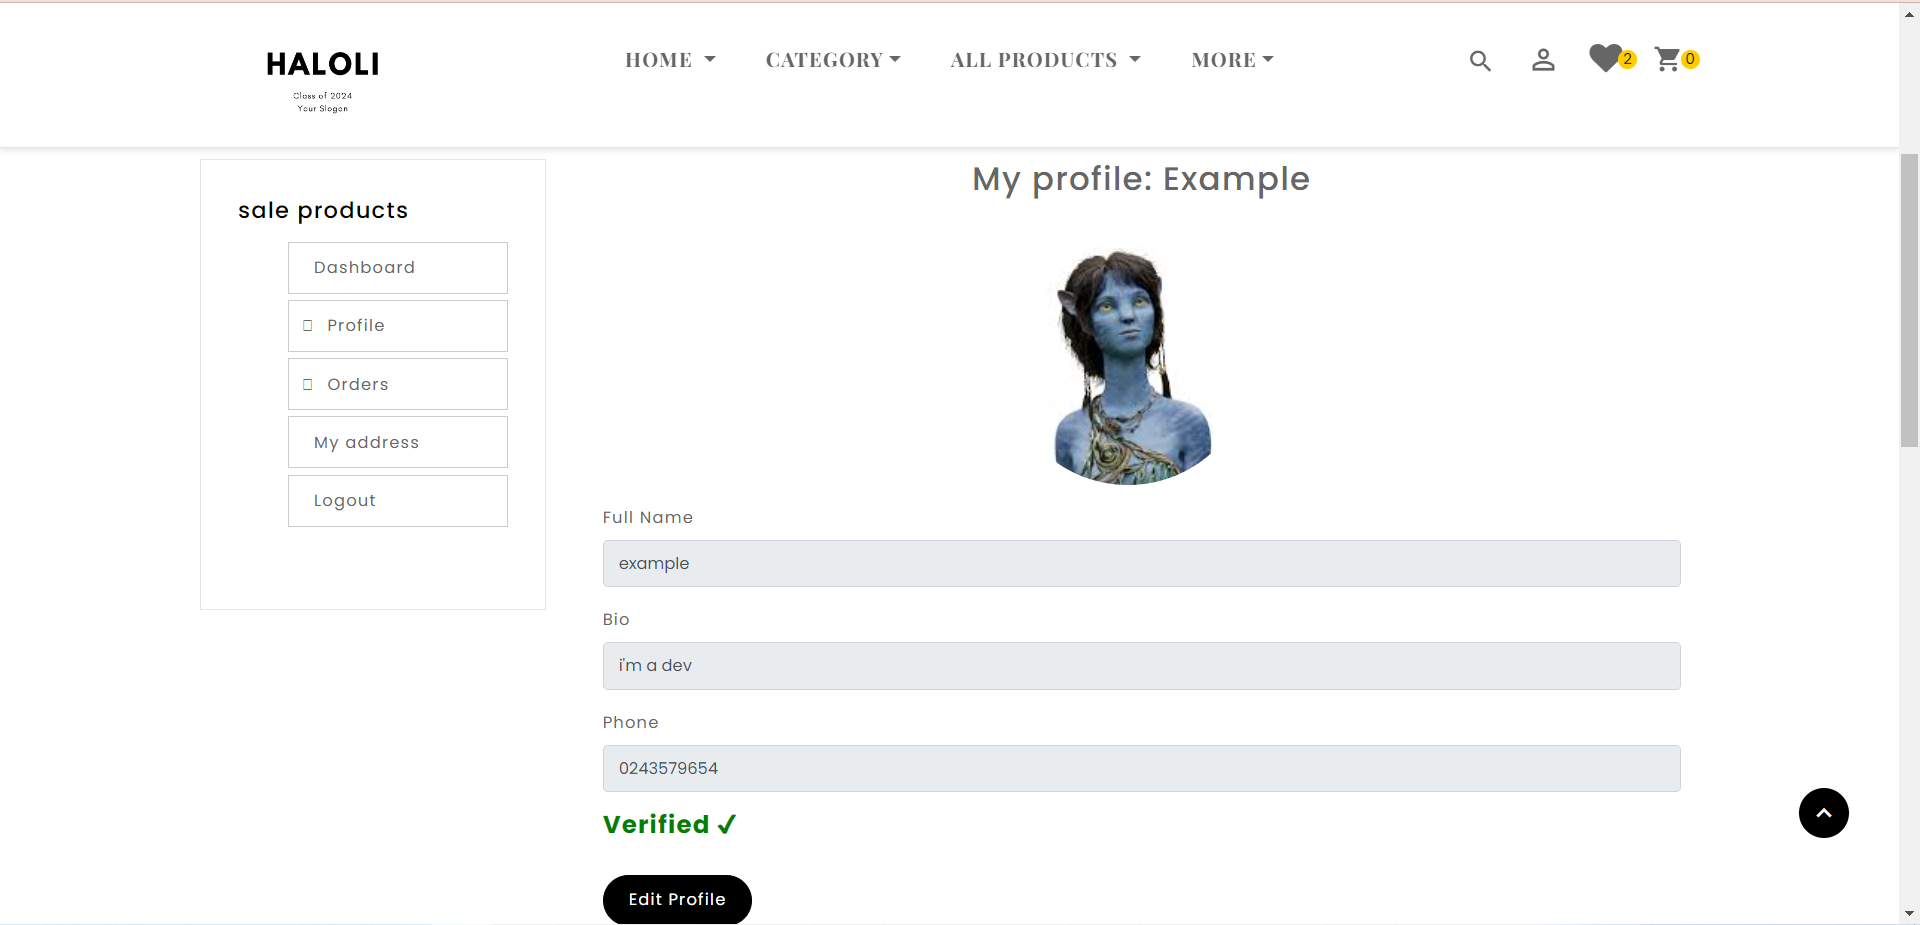 HALOLI
Class of 2024
Your Slogan
HOME
CATEGORY
ALL PRODUCTS
MORE
2
0
sale products
Dashboard
Profile
Orders
My address
Logout
My profile: Example
Full Name
example
Bio
i'm a dev
Phone
0243579654
Verified ✓
Edit Profile